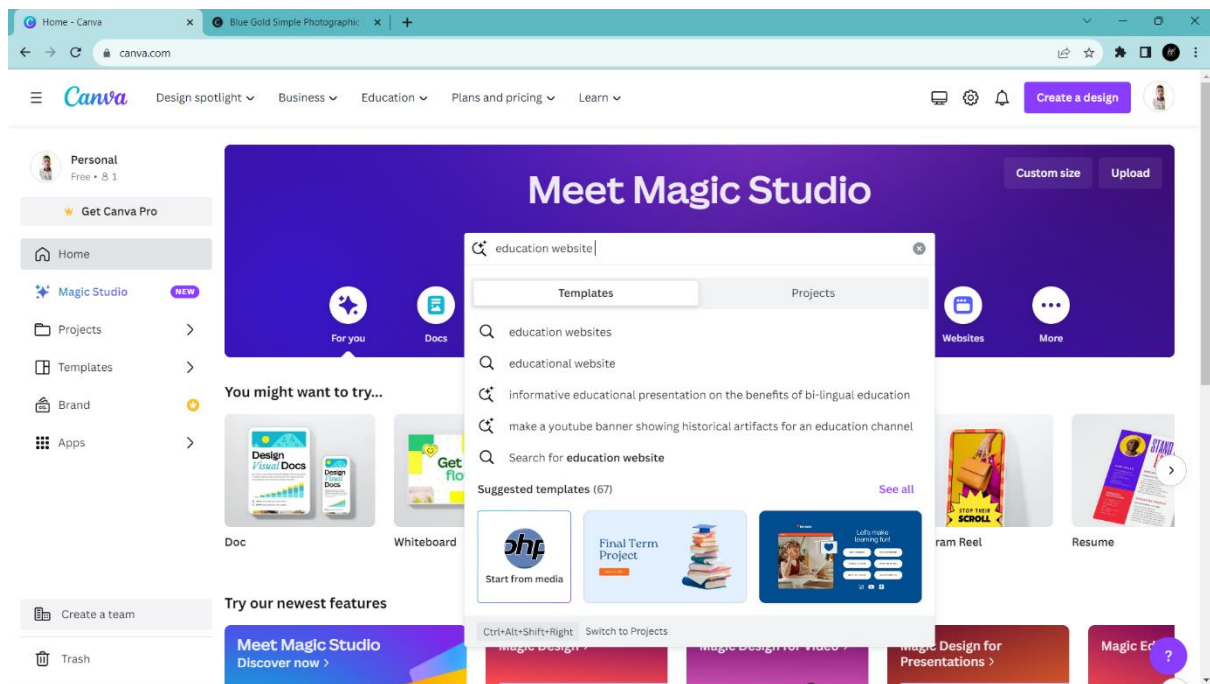 Home - Canva
Blue Gold Simple Photographic
canva.com
Canva
Design spotlight
Business
Education
Plans and pricing
Learn
Create a design
Personal
Free • 1
Get Canva Pro
Home
Magic Studio NEW
Projects
Templates
Brand
Apps
Create a team
Trash
Meet Magic Studio
Custom size
Upload
education website
Templates
Projects
education websites
educational website
informative educational presentation on the benefits of bi-lingual education
make a youtube banner showing historical artifacts for an education channel
Search for education website
Suggested templates (67)
See all
php
Start from media
Final Term
Project
Let's make
learning fun!
Ctrl+Alt+Shift+Right Switch to Projects
For you
Docs
Websites
More
You might want to try...
Design
Visual Docs
Design
Visual
Docs
Get
flo
STOP THEIR
SCROLL
STAND
Doc
Whiteboard
ram Reel
Resume
Try our newest features
Meet Magic Studio
Discover now >
Magic Design >
Magic Design for Video >
Magic Design for
Presentations >
Magic Ed
?